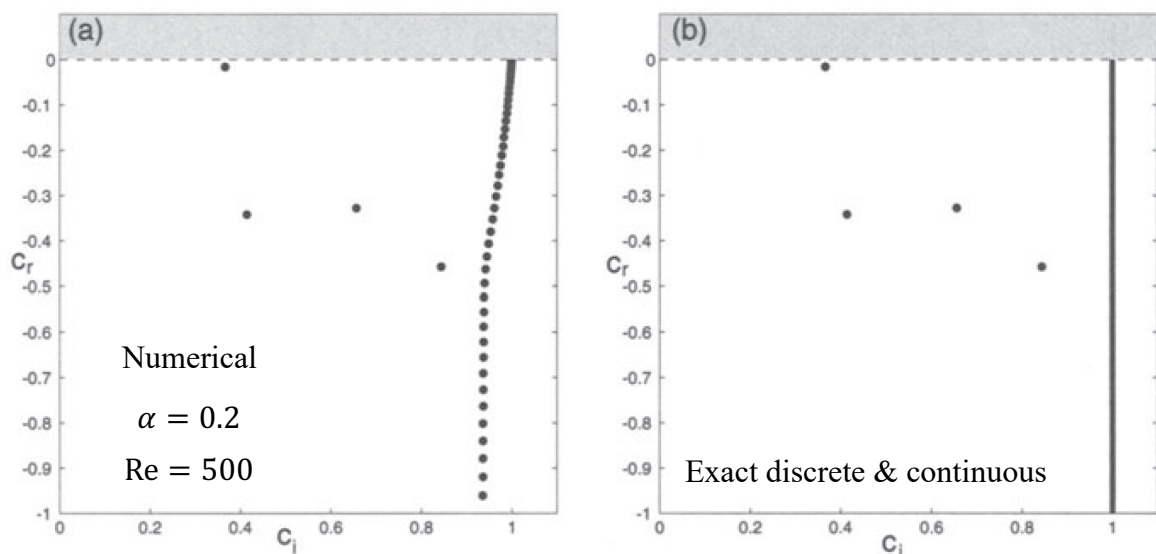 (a)
0
-0.1
-0.2
-0.3
-0.4
cᵣ
-0.5
-0.6
-0.7
-0.8
-0.9
-1
Numerical
α = 0.2
Re = 500
0 0.2 0.4 0.6 0.8 1
cᵢ
(b)
0
-0.1
-0.2
-0.3
-0.4
cᵣ
-0.5
-0.6
-0.7
-0.8
-0.9
-1
Exact discrete & continuous
0 0.2 0.4 0.6 0.8 1
cᵢ